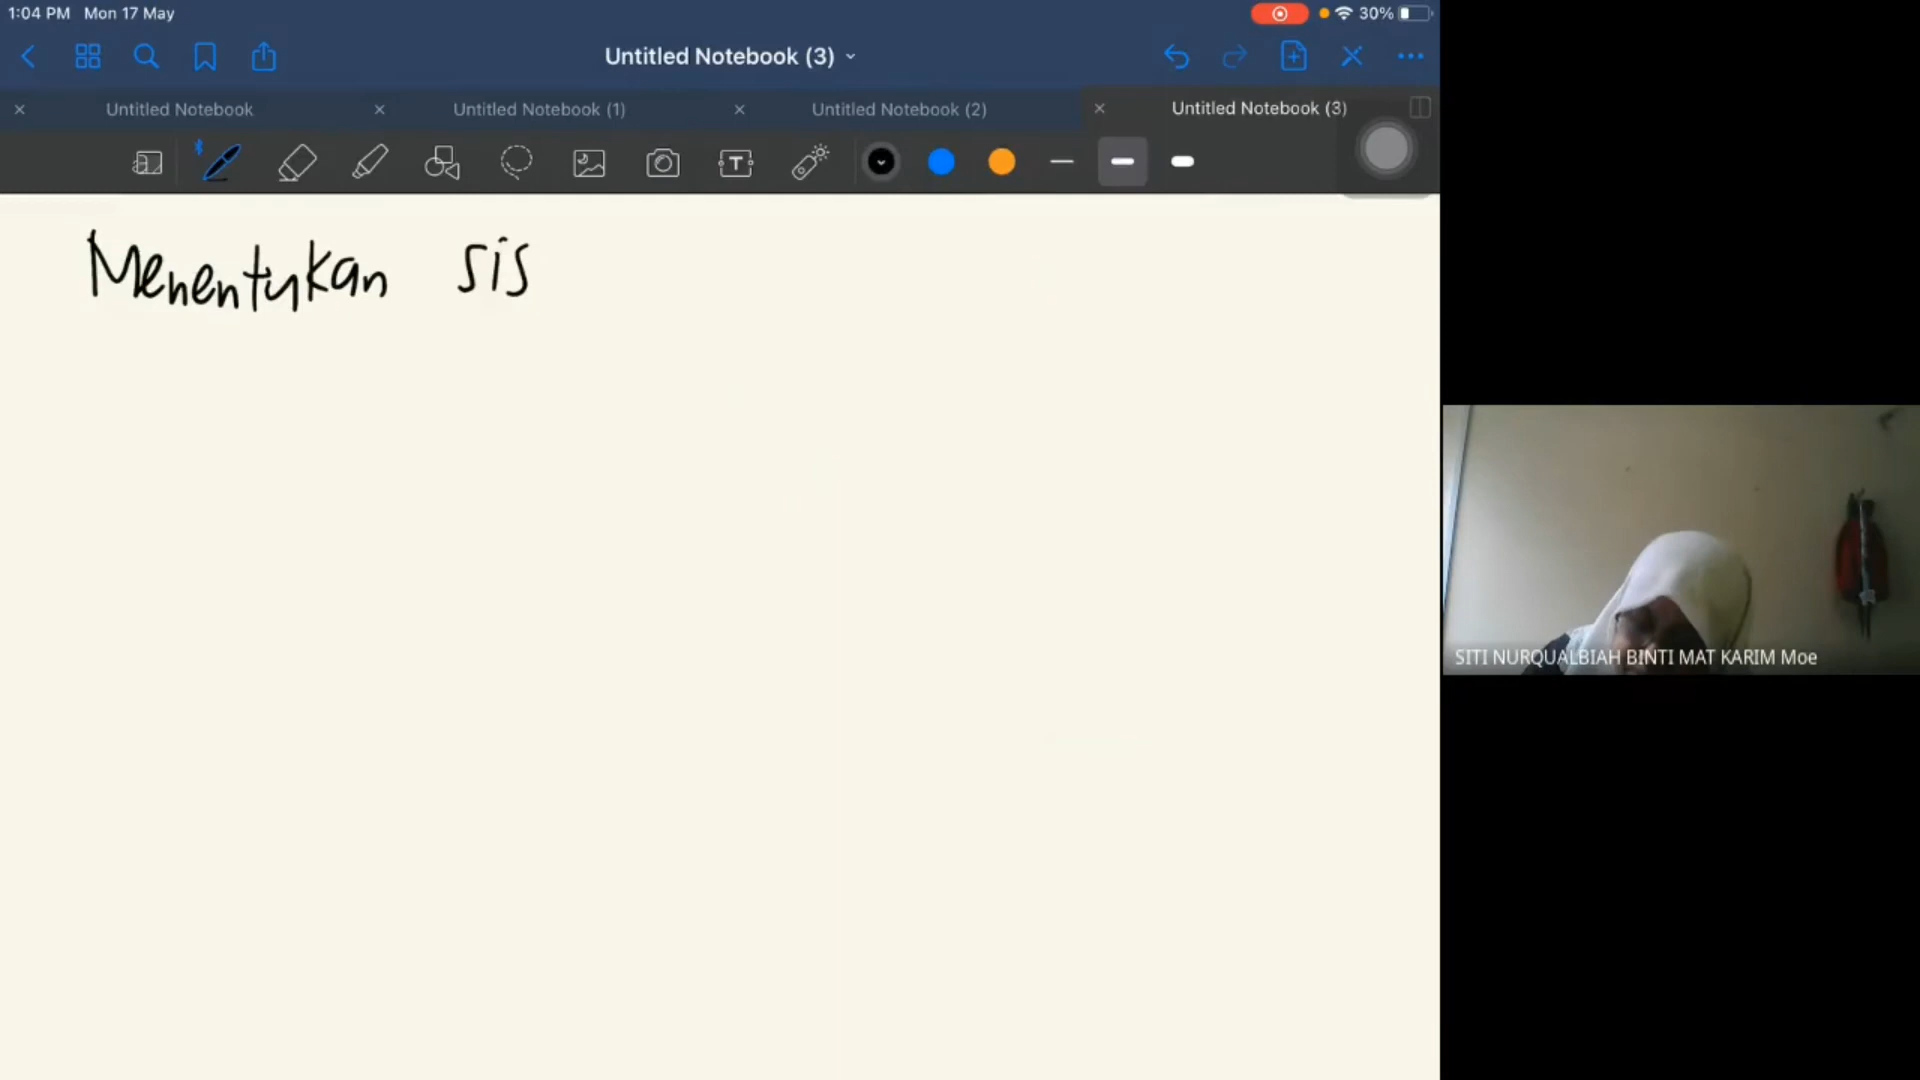 1:04 PM Mon 17 May
30%
Untitled Notebook (3)
Untitled Notebook
Untitled Notebook (1)
Untitled Notebook (2)
Untitled Notebook (3)
Menentukan sis
SITI NURQUALBIAH BINTI MAT KARIM Moe